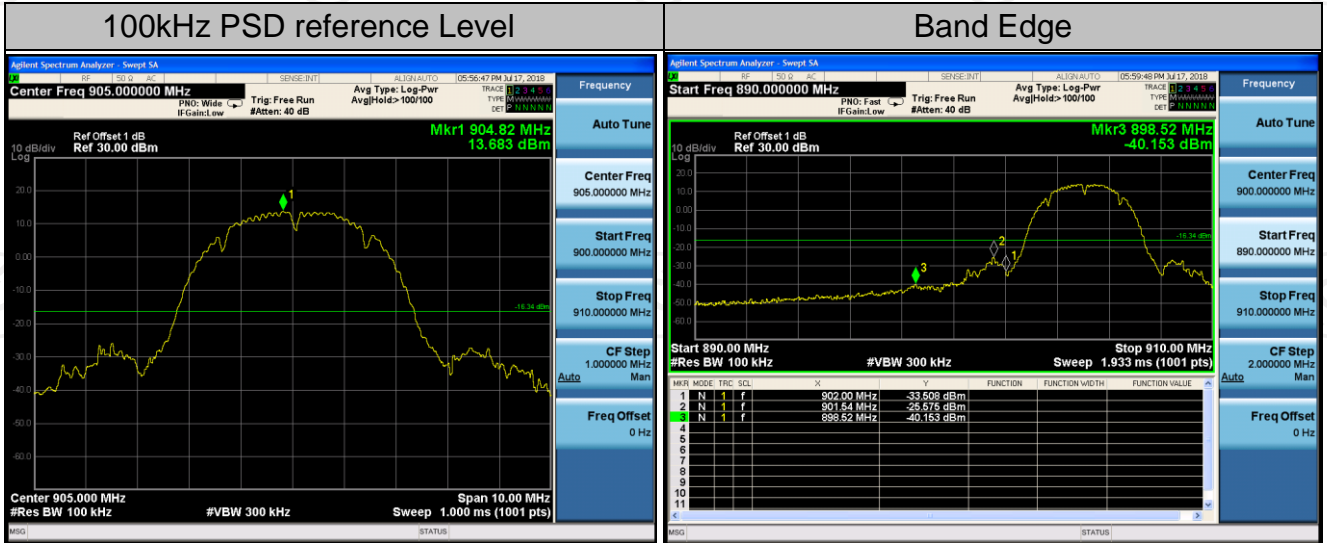 100kHz PSD reference Level
Agilent Spectrum Analyzer - Swept SA
RF 50 Ω AC SENSE:INT ALIGNAUTO 05:56:47 PM Jul 17, 2018
Center Freq 905.000000 MHz
Avg Type: Log-Pwr
TRACE 1 2 3 4 5 6
PNO: Wide
Trig: Free Run
Avg|Hold:>100/100
TYPE M
IFGain:Low
#Atten: 40 dB
DET P N N N N N
Ref Offset 1 dB
Mkr1 904.82 MHz
10 dB/div
Ref 30.00 dBm
13.683 dBm
Log
20.0
1
10.0
0.00
-10.0
-16.34 dBm
-20.0
-30.0
-40.0
-50.0
-60.0
Center 905.000 MHz
Span 10.00 MHz
#Res BW 100 kHz
#VBW 300 kHz
Sweep 1.000 ms (1001 pts)
MSG
STATUS
Frequency
Auto Tune
Center Freq
905.000000 MHz
Start Freq
900.000000 MHz
Stop Freq
910.000000 MHz
CF Step
1.000000 MHz
Auto Man
Freq Offset
0 Hz
Band Edge
Agilent Spectrum Analyzer - Swept SA
RF 50 Ω AC SENSE:INT ALIGNAUTO 05:59:48 PM Jul 17, 2018
Start Freq 890.000000 MHz
Avg Type: Log-Pwr
TRACE 1 2 3 4 5 6
PNO: Fast
Trig: Free Run
Avg|Hold:>100/100
TYPE M
IFGain:Low
#Atten: 40 dB
DET P N N N N N
Ref Offset 1 dB
Mkr3 898.52 MHz
10 dB/div
Ref 30.00 dBm
-40.153 dBm
Log
20.0
10.0
0.00
-10.0
-16.34 dBm
-20.0
2
1
-30.0
3
-40.0
-50.0
-60.0
Start 890.00 MHz
Stop 910.00 MHz
#Res BW 100 kHz
#VBW 300 kHz
Sweep 1.933 ms (1001 pts)
MKR MODE TRC SCL X Y FUNCTION FUNCTION WIDTH FUNCTION VALUE
1 N 1 f 902.00 MHz -33.508 dBm
2 N 1 f 901.54 MHz -25.575 dBm
3 N 1 f 898.52 MHz -40.153 dBm
4
5
6
7
8
9
10
11
MSG
STATUS
Frequency
Auto Tune
Center Freq
900.000000 MHz
Start Freq
890.000000 MHz
Stop Freq
910.000000 MHz
CF Step
2.000000 MHz
Auto Man
Freq Offset
0 Hz